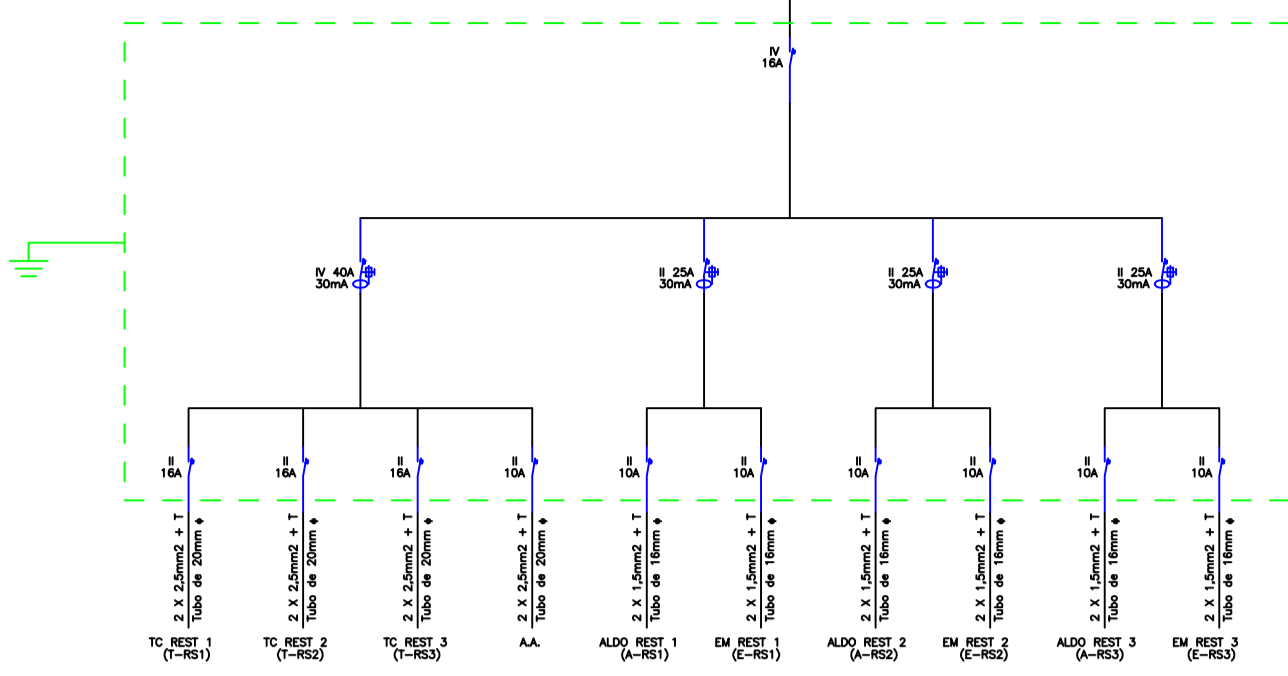 IV
16A
IV 40A
30mA
II 25A
30mA
II 25A
30mA
II 25A
30mA
II
16A
II
16A
II
16A
II
10A
II
10A
II
10A
II
10A
II
10A
II
10A
II
10A
2 X 2,5mm2 + T
Tubo de 20mm ϕ
2 X 2,5mm2 + T
Tubo de 20mm ϕ
2 X 2,5mm2 + T
Tubo de 20mm ϕ
2 X 2,5mm2 + T
Tubo de 20mm ϕ
2 X 1,5mm2 + T
Tubo de 16mm ϕ
2 X 1,5mm2 + T
Tubo de 16mm ϕ
2 X 1,5mm2 + T
Tubo de 16mm ϕ
2 X 1,5mm2 + T
Tubo de 16mm ϕ
2 X 1,5mm2 + T
Tubo de 16mm ϕ
2 X 1,5mm2 + T
Tubo de 16mm ϕ
TC REST 1
(T-RS1)
TC REST 2
(T-RS2)
TC REST 3
(T-RS3)
A.A.
ALDO REST 1
(A-RS1)
EM REST 1
(E-RS1)
ALDO REST 2
(A-RS2)
EM REST 2
(E-RS2)
ALDO REST 3
(A-RS3)
EM REST 3
(E-RS3)